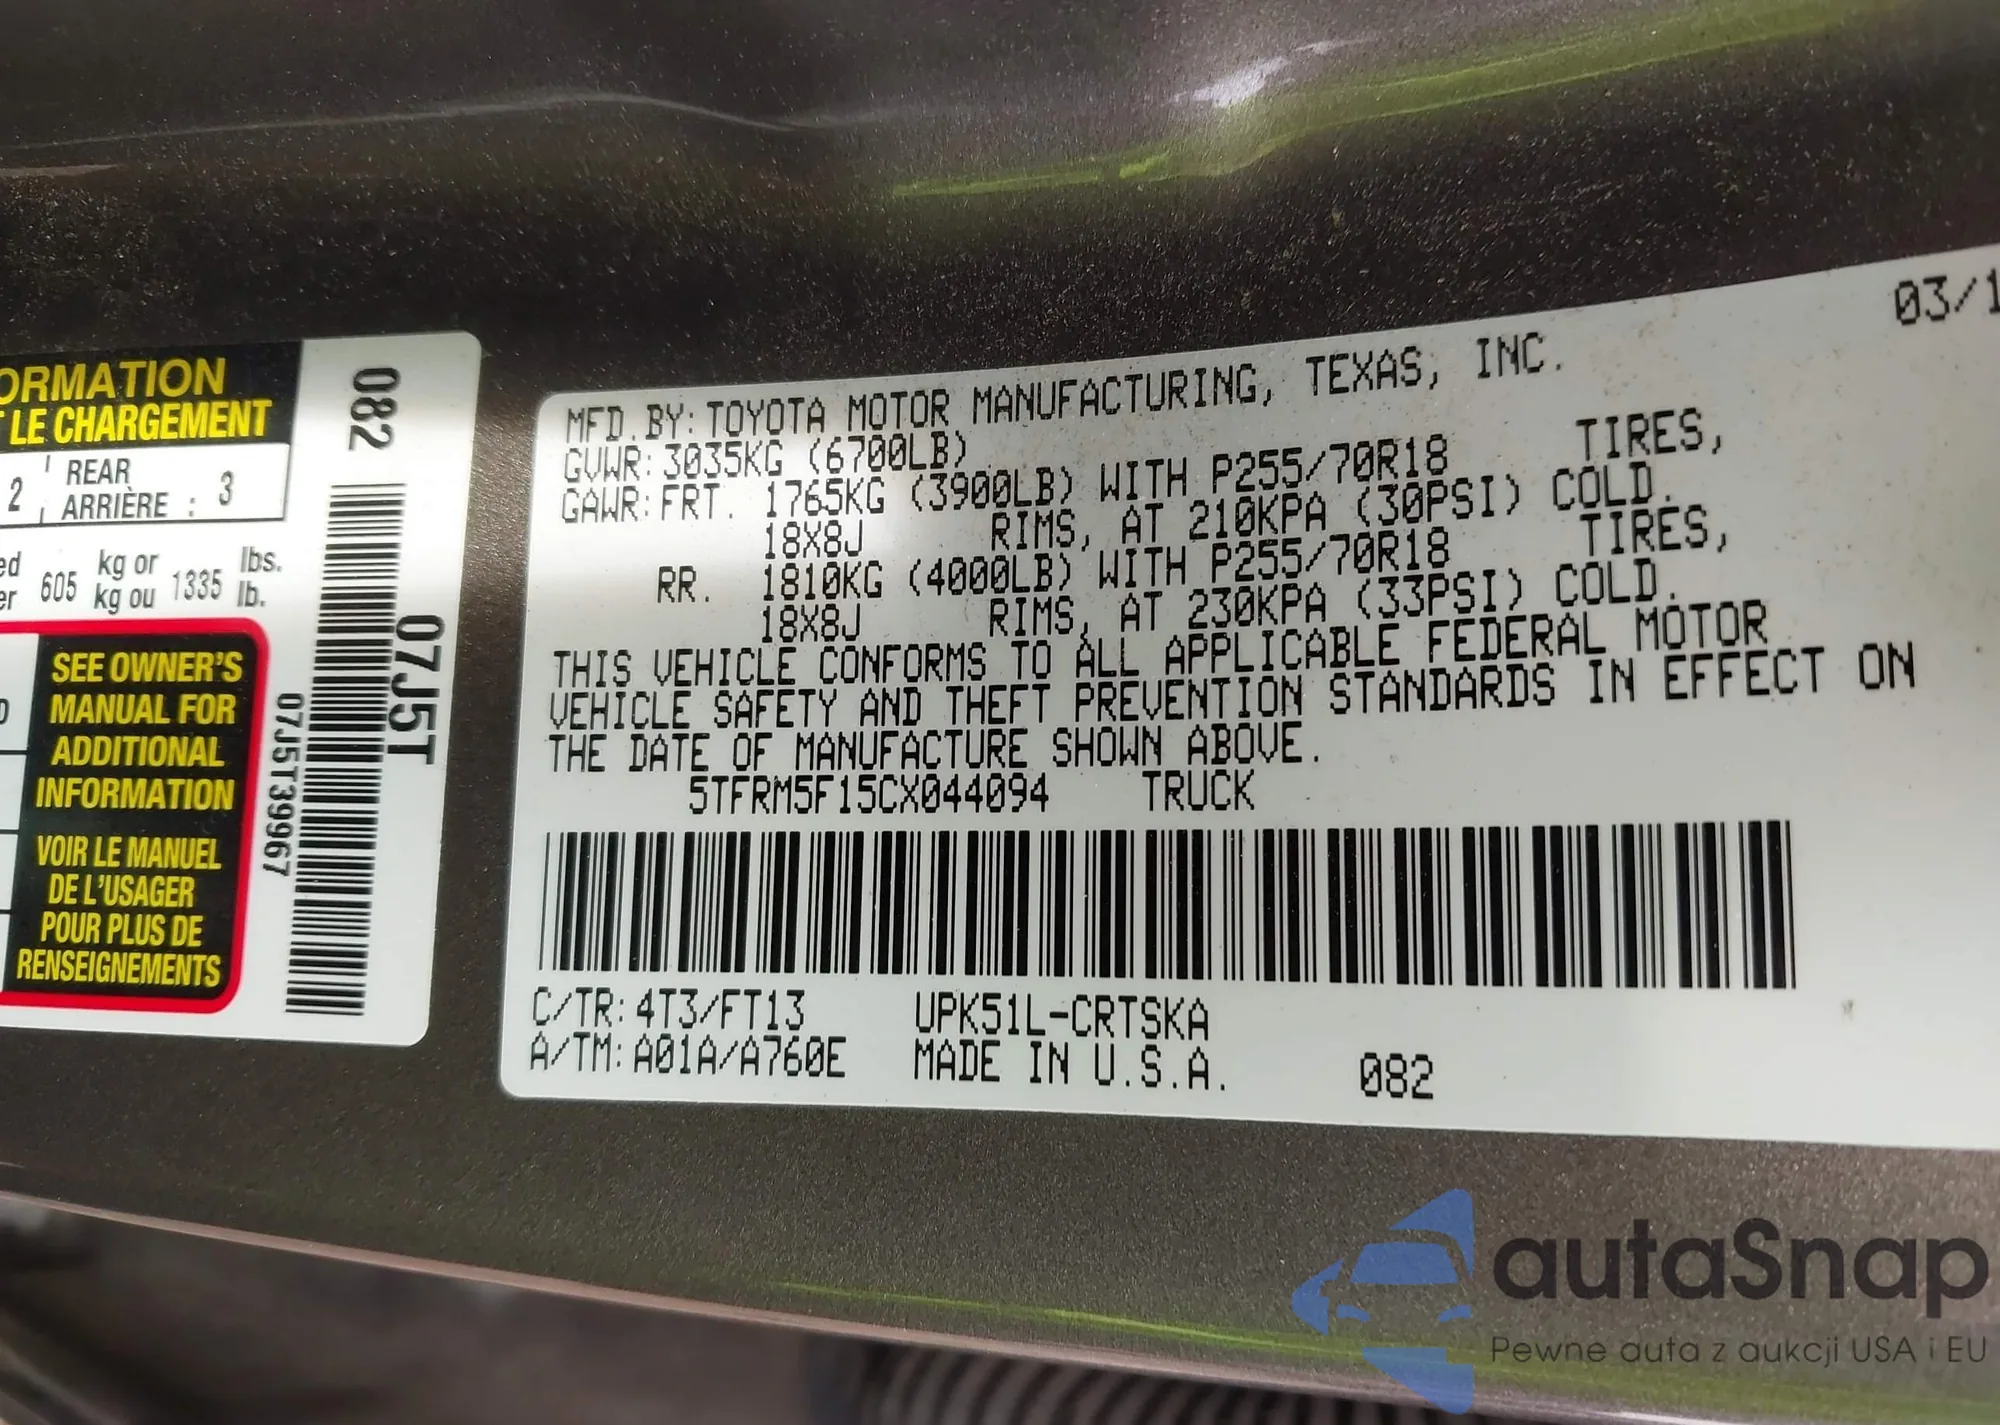 ORMATION
LE CHARGEMENT
2 REAR
ARRIÈRE : 3
605 kg or 1335 lbs.
kg ou lb.
SEE OWNER'S
MANUAL FOR
ADDITIONAL
INFORMATION
VOIR LE MANUEL
DE L'USAGER
POUR PLUS DE
RENSEIGNEMENTS
082
07J5T
07J5T39967
03/1
MFD. BY: TOYOTA MOTOR MANUFACTURING, TEXAS, INC.
GVWR: 3035KG (6700LB)
GAWR: FRT. 1765KG (3900LB) WITH P255/70R18 TIRES,
18X8J RIMS, AT 210KPA (30PSI) COLD.
RR. 1810KG (4000LB) WITH P255/70R18 TIRES,
18X8J RIMS, AT 230KPA (33PSI) COLD.
THIS VEHICLE CONFORMS TO ALL APPLICABLE FEDERAL MOTOR
VEHICLE SAFETY AND THEFT PREVENTION STANDARDS IN EFFECT ON
THE DATE OF MANUFACTURE SHOWN ABOVE.
5TFRM5F15CX044094 TRUCK
C/TR: 4T3/FT13 UPK51L-CRTSKA
A/TM: A01A/A760E MADE IN U.S.A. 082
autaSnap
Pewne auta z aukcji USA i EU